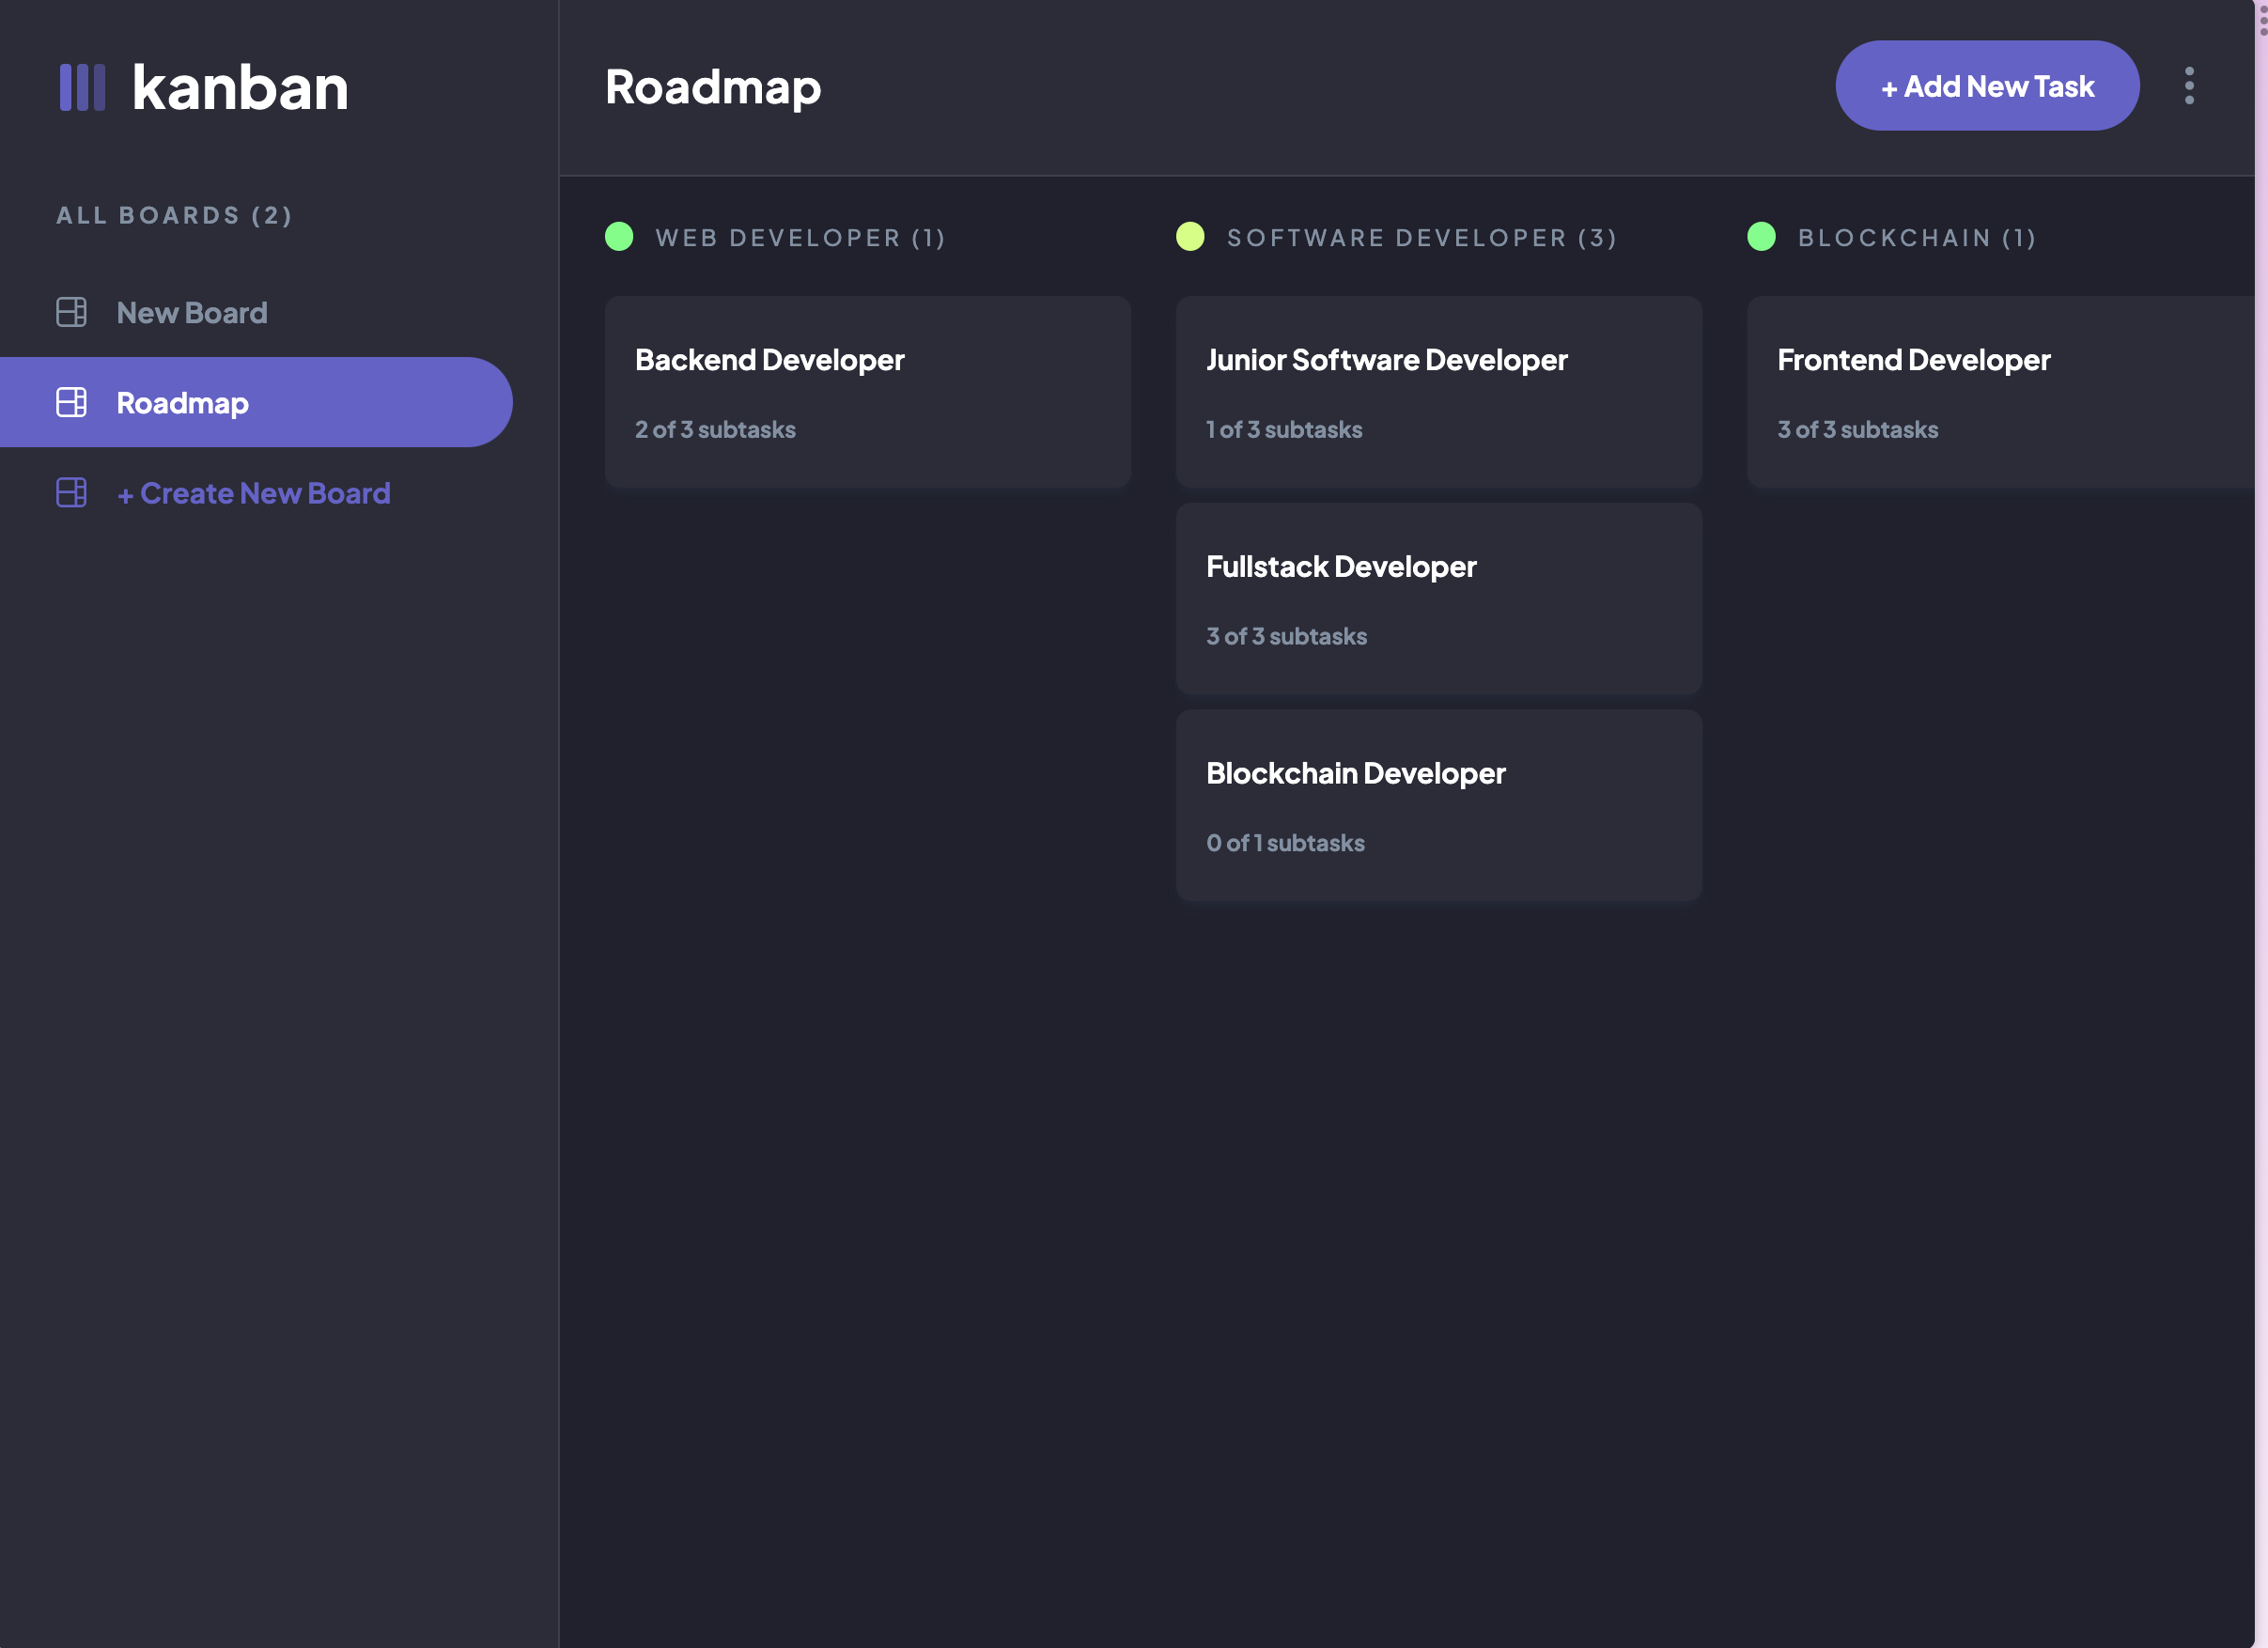 kanban
ALL BOARDS (2)
New Board
Roadmap
+ Create New Board
Roadmap
+ Add New Task
WEB DEVELOPER (1)
Backend Developer
2 of 3 subtasks
SOFTWARE DEVELOPER (3)
Junior Software Developer
1 of 3 subtasks
Fullstack Developer
3 of 3 subtasks
Blockchain Developer
0 of 1 subtasks
BLOCKCHAIN (1)
Frontend Developer
3 of 3 subtasks